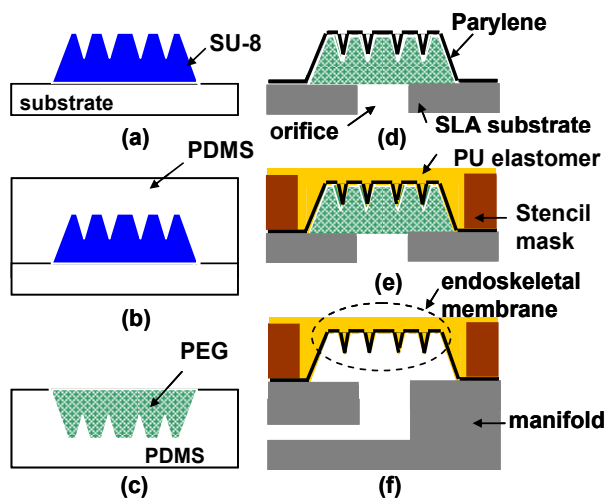 SU-8
substrate
(a)
PDMS
(b)
PEG
PDMS
(c)
Parylene
orifice
(d)
SLA substrate
PU elastomer
Stencil
mask
(e)
endoskeletal
membrane
manifold
(f)